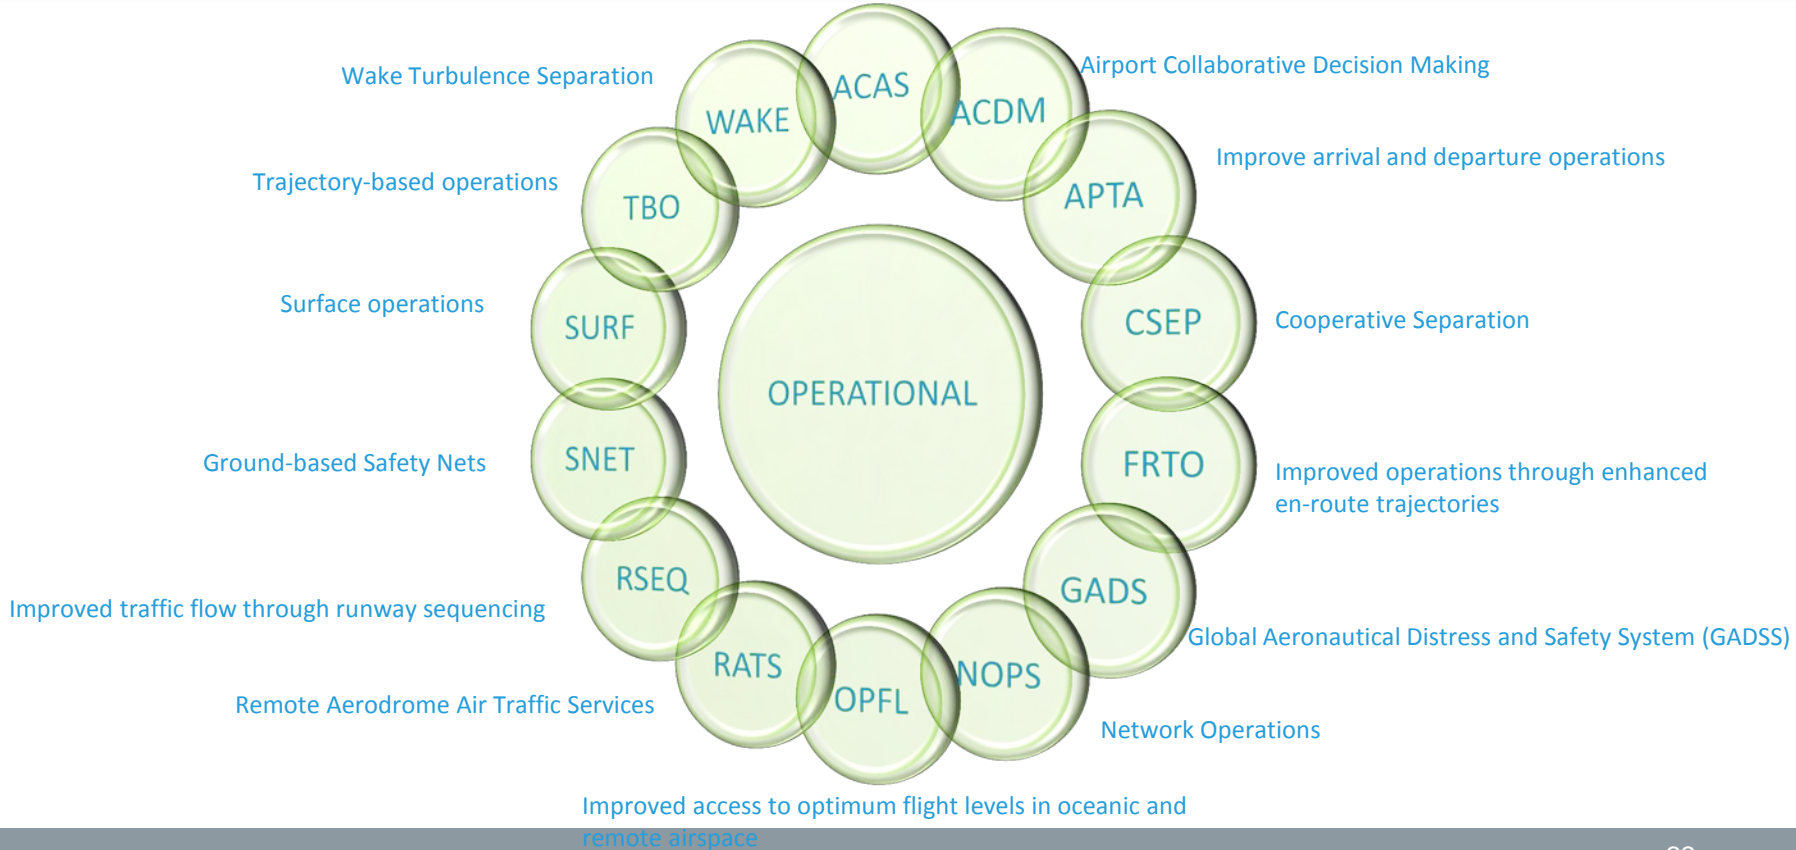 ACAS
Wake Turbulence Separation
Airport Collaborative Decision Making
WAKE
ACDM
Improve arrival and departure operations
Trajectory-based operations
TBO
APTA
Surface operations
SURF
CSEP
Cooperative Separation
OPERATIONAL
Ground-based Safety Nets
SNET
FRTO
Improved operations through enhanced
en-route trajectories
RSEQ
GADS
Improved traffic flow through runway sequencing
Global Aeronautical Distress and Safety System (GADSS)
RATS
NOPS
OPFL
Remote Aerodrome Air Traffic Services
Network Operations
Improved access to optimum flight levels in oceanic and
remote airspace